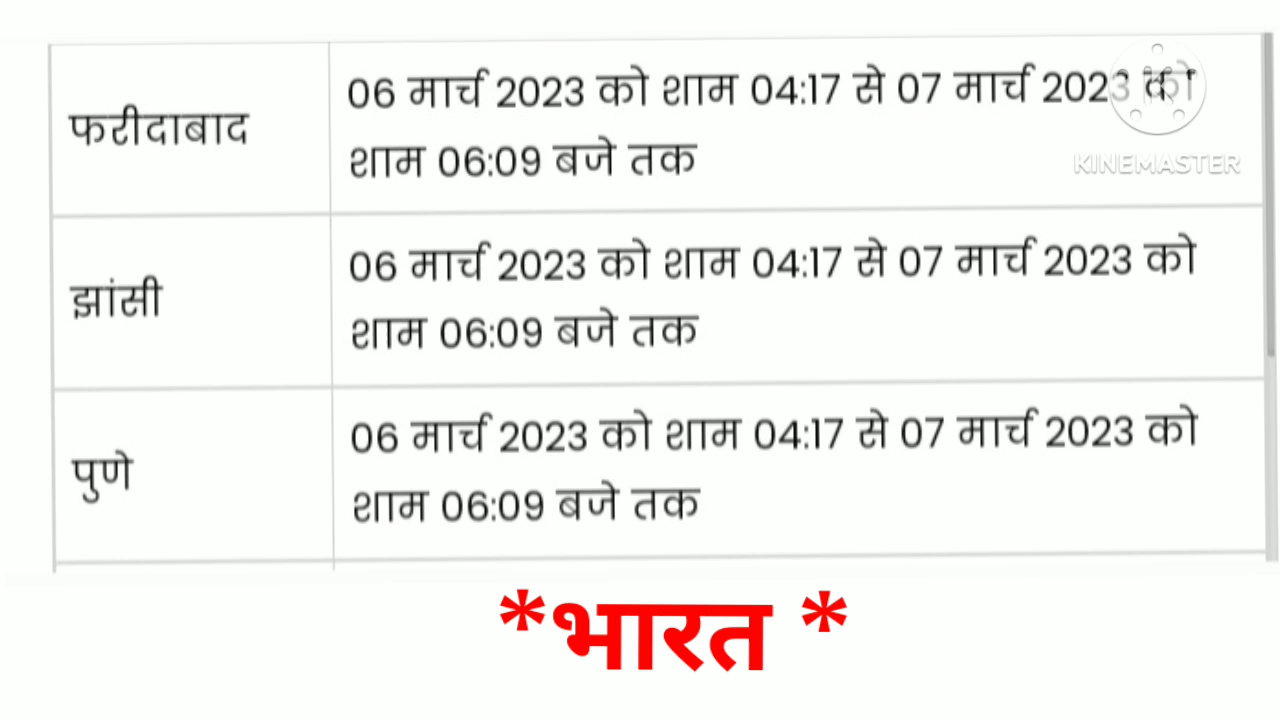 फरीदाबाद
06 मार्च 2023 को शाम 04:17 से 07 मार्च 2023 को
शाम 06:09 बजे तक
KINEMASTER
झांसी
06 मार्च 2023 को शाम 04:17 से 07 मार्च 2023 को
शाम 06:09 बजे तक
पुणे
06 मार्च 2023 को शाम 04:17 से 07 मार्च 2023 को
शाम 06:09 बजे तक
*भारत *